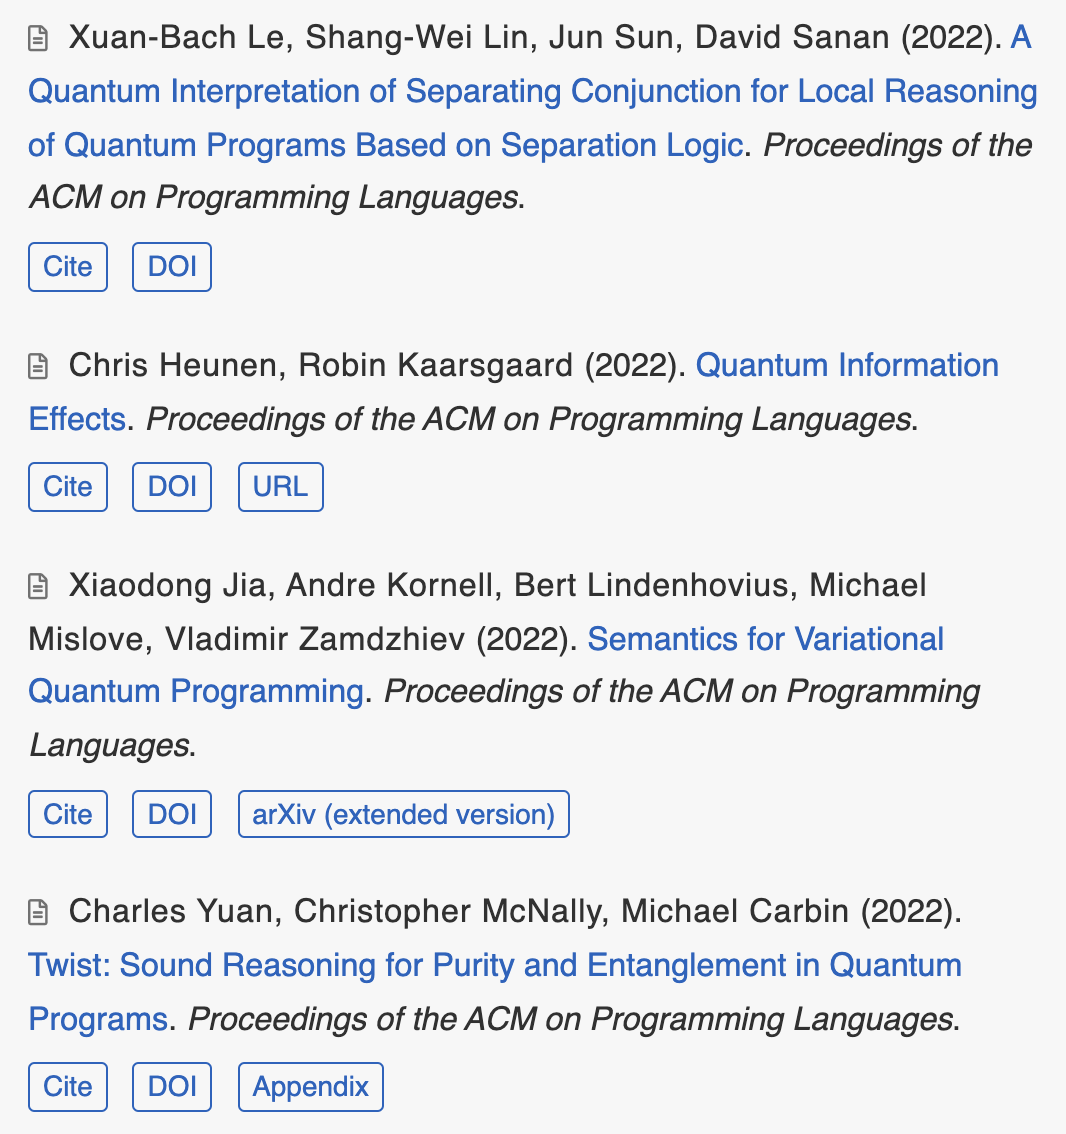 Xuan-Bach Le, Shang-Wei Lin, Jun Sun, David Sanan (2022). A
Quantum Interpretation of Separating Conjunction for Local Reasoning
of Quantum Programs Based on Separation Logic. Proceedings of the
ACM on Programming Languages.
Cite DOI
Chris Heunen, Robin Kaarsgaard (2022). Quantum Information
Effects. Proceedings of the ACM on Programming Languages.
Cite DOI URL
Xiaodong Jia, Andre Kornell, Bert Lindenhovius, Michael
Mislove, Vladimir Zamdzhiev (2022). Semantics for Variational
Quantum Programming. Proceedings of the ACM on Programming
Languages.
Cite DOI arXiv (extended version)
Charles Yuan, Christopher McNally, Michael Carbin (2022).
Twist: Sound Reasoning for Purity and Entanglement in Quantum
Programs. Proceedings of the ACM on Programming Languages.
Cite DOI Appendix